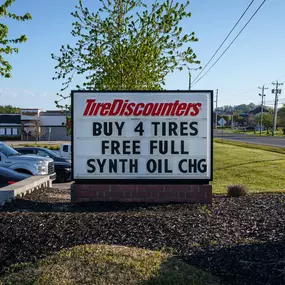 TireDiscounters
BUY 4 TIRES
FREE FULL
SYNTH OIL CHG